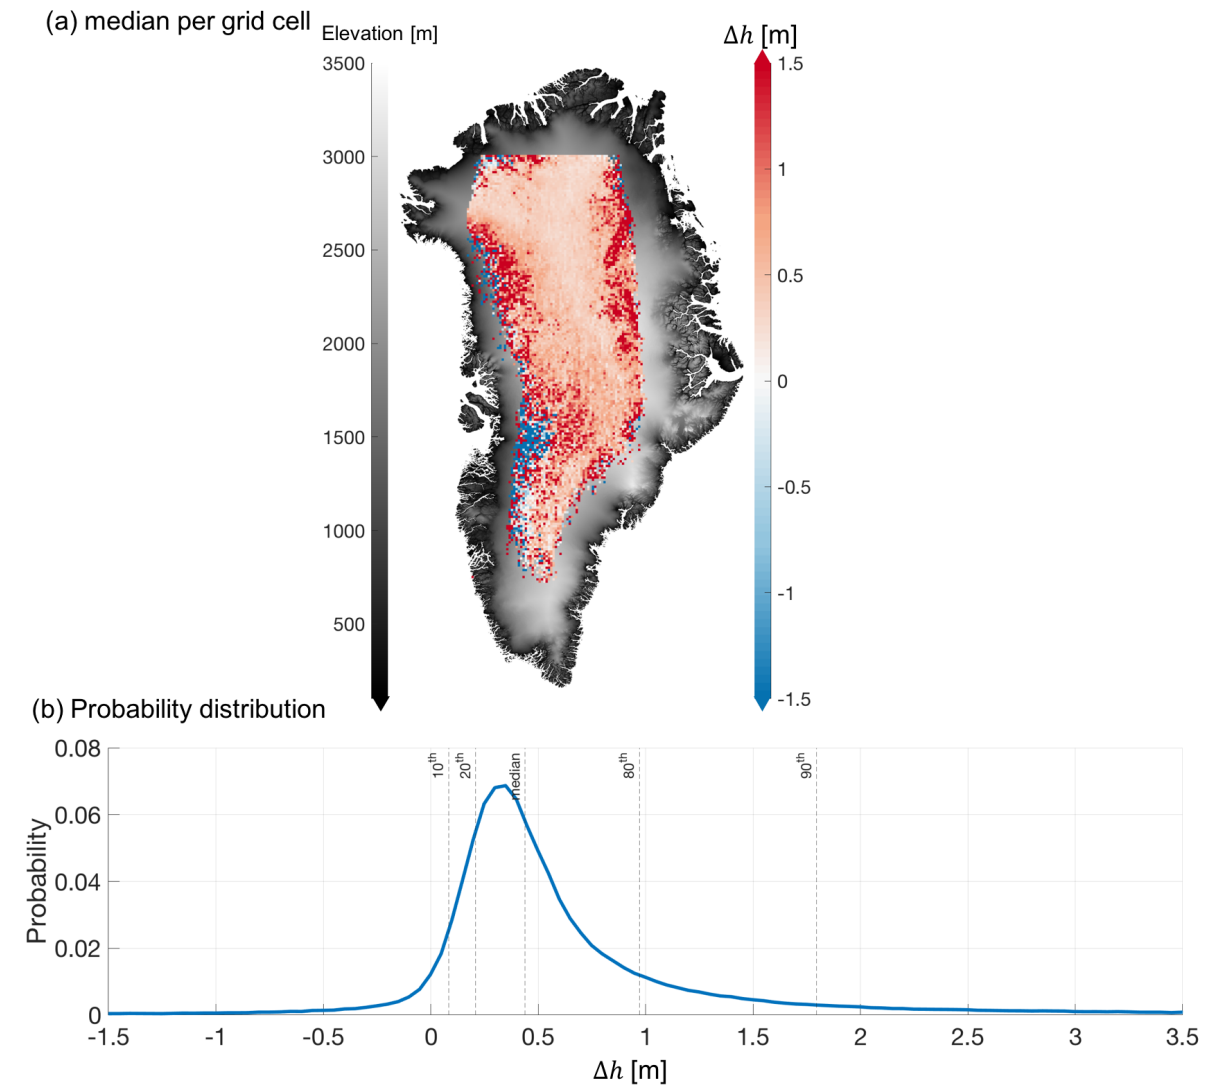 (a) median per grid cell
Elevation [m]
Δh [m]
3500
3000
2500
2000
1500
1000
500
1.5
1
0.5
0
-0.5
-1
-1.5
(b) Probability distribution
0.08
0.06
0.04
0.02
0
Probability
10th
20th
median
80th
90th
-1.5
-1
-0.5
0
0.5
1
1.5
2
2.5
3
3.5
Δh [m]